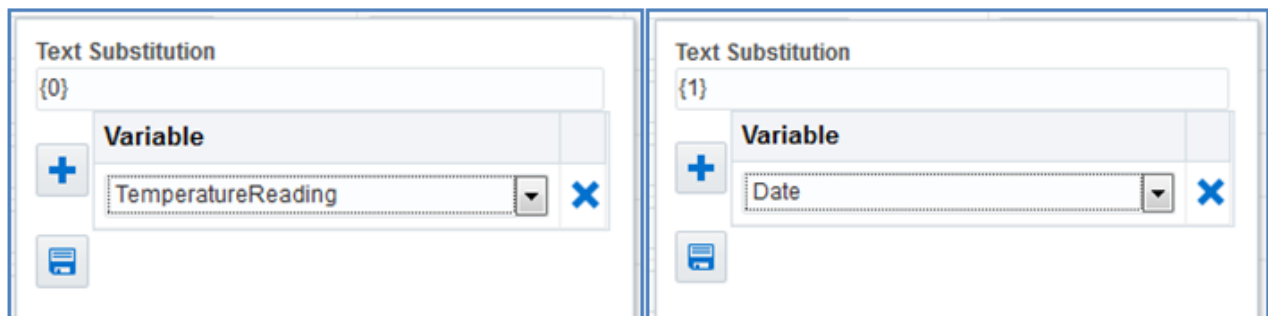 Text Substitution
{0}
Variable
TemperatureReading
Text Substitution
{1}
Variable
Date